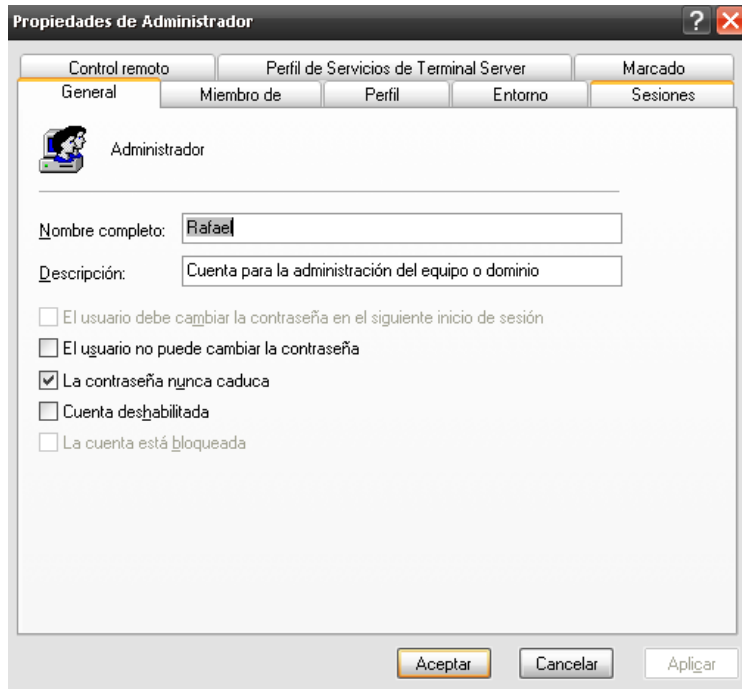 Propiedades de Administrador
Control remoto Perfil de Servicios de Terminal Server Marcado
General Miembro de Perfil Entorno Sesiones
Administrador
Nombre completo: Rafael
Descripción: Cuenta para la administración del equipo o dominio
El usuario debe cambiar la contraseña en el siguiente inicio de sesión
El usuario no puede cambiar la contraseña
La contraseña nunca caduca
Cuenta deshabilitada
La cuenta está bloqueada
Aceptar Cancelar Aplicar